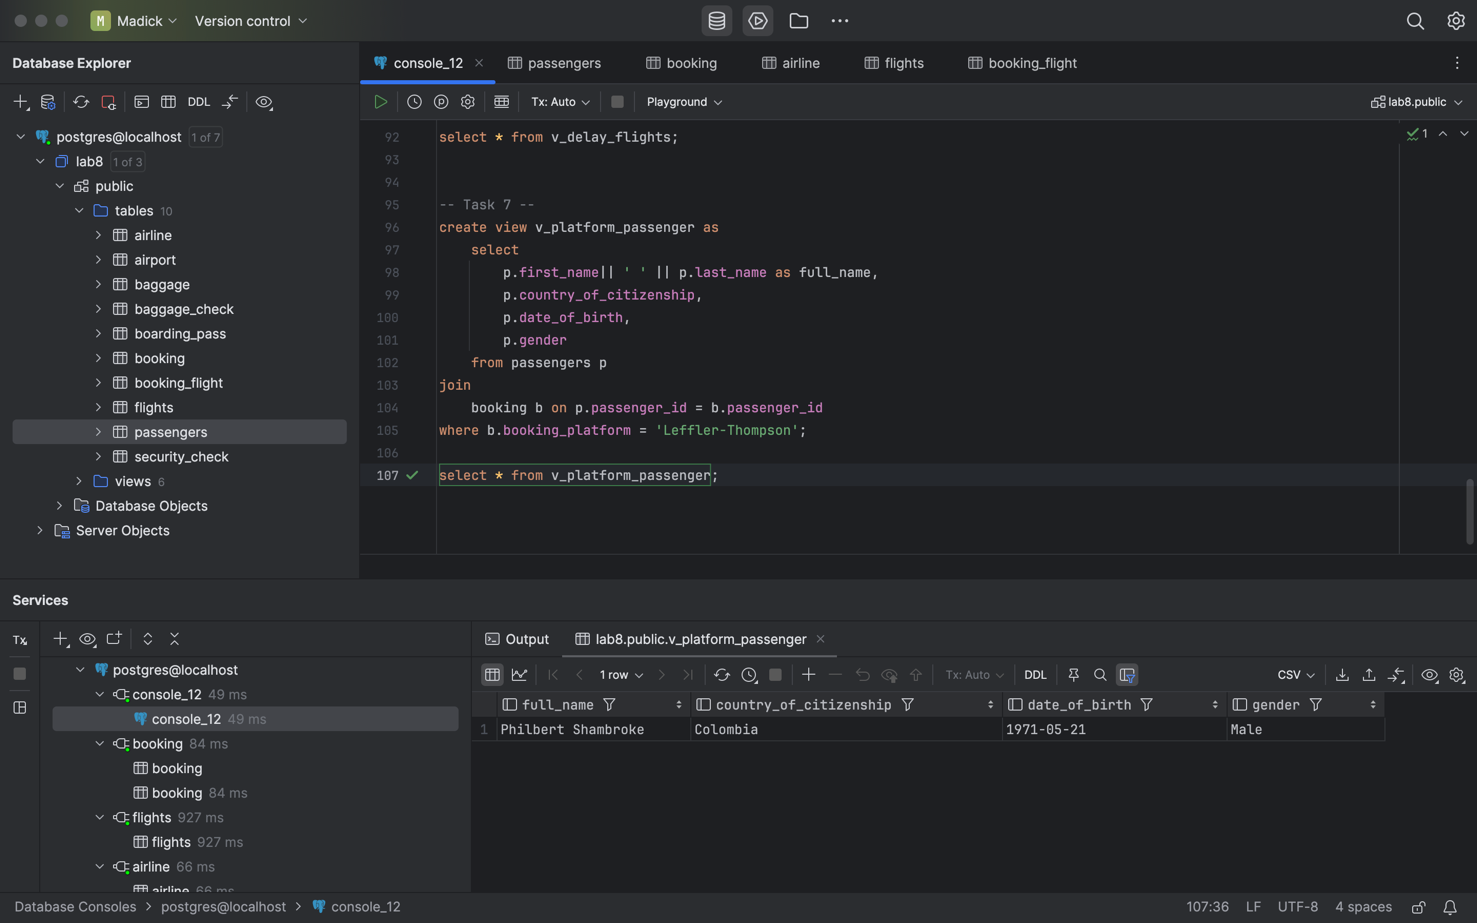 M Madick Version control
Database Explorer
console_12
passengers
booking
airline
flights
booking_flight
DDL
Tx: Auto
Playground
lab8.public
postgres@localhost 1 of 7
lab8 1 of 3
public
tables 10
airline
airport
baggage
baggage_check
boarding_pass
booking
booking_flight
flights
passengers
security_check
views 6
Database Objects
Server Objects
1
92 select * from v_delay_flights;
93
94
95 -- Task 7 --
96 create view v_platform_passenger as
97 select
98 p.first_name|| ' ' || p.last_name as full_name,
99 p.country_of_citizenship,
100 p.date_of_birth,
101 p.gender
102 from passengers p
103 join
104 booking b on p.passenger_id = b.passenger_id
105 where b.booking_platform = 'Leffler-Thompson';
106
107 select * from v_platform_passenger;
Services
Tx
postgres@localhost
console_12 49 ms
console_12 49 ms
booking 84 ms
booking
booking 84 ms
flights 927 ms
flights 927 ms
airline 66 ms
airline 66 ms
Output
lab8.public.v_platform_passenger
1 row
Tx: Auto
DDL
CSV
full_name country_of_citizenship date_of_birth gender
1 Philbert Shambroke Colombia 1971-05-21 Male
Database Consoles > postgres@localhost > console_12
107:36 LF UTF-8 4 spaces